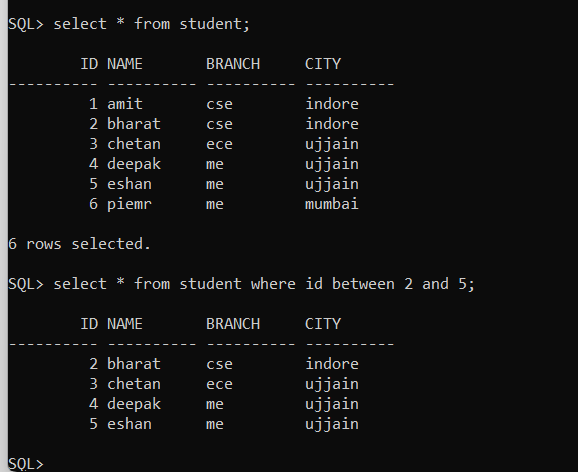 SQL> select * from student;
        ID NAME       BRANCH     CITY
---------- ---------- ---------- ----------
         1 amit       cse        indore
         2 bharat     cse        indore
         3 chetan     ece        ujjain
         4 deepak     me         ujjain
         5 eshan      me         ujjain
         6 piemr      me         mumbai
6 rows selected.
SQL> select * from student where id between 2 and 5;
        ID NAME       BRANCH     CITY
---------- ---------- ---------- ----------
         2 bharat     cse        indore
         3 chetan     ece        ujjain
         4 deepak     me         ujjain
         5 eshan      me         ujjain
SQL>